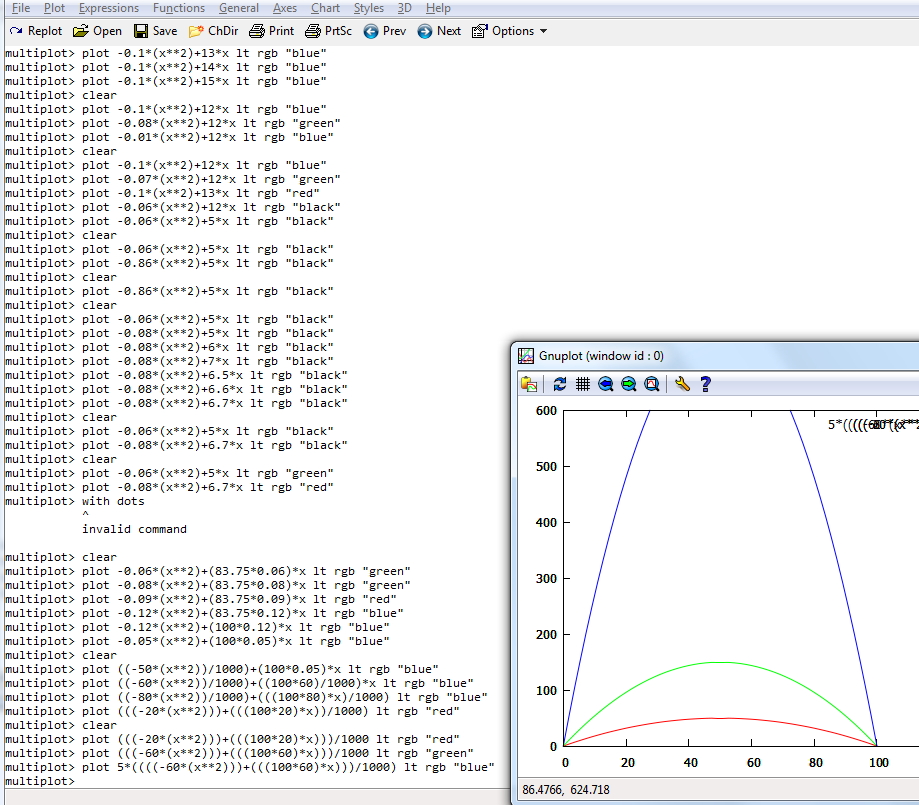 File Plot Expressions Functions General Axes Chart Styles 3D Help
Replot Open Save ChDir Print PrtSc Prev Next Options
multiplot> plot -0.1*(x**2)+13*x lt rgb "blue"
multiplot> plot -0.1*(x**2)+14*x lt rgb "blue"
multiplot> plot -0.1*(x**2)+15*x lt rgb "blue"
multiplot> clear
multiplot> plot -0.1*(x**2)+12*x lt rgb "blue"
multiplot> plot -0.08*(x**2)+12*x lt rgb "green"
multiplot> plot -0.01*(x**2)+12*x lt rgb "blue"
multiplot> clear
multiplot> plot -0.1*(x**2)+12*x lt rgb "blue"
multiplot> plot -0.07*(x**2)+12*x lt rgb "green"
multiplot> plot -0.1*(x**2)+13*x lt rgb "red"
multiplot> plot -0.06*(x**2)+12*x lt rgb "black"
multiplot> plot -0.06*(x**2)+5*x lt rgb "black"
multiplot> clear
multiplot> plot -0.06*(x**2)+5*x lt rgb "black"
multiplot> plot -0.86*(x**2)+5*x lt rgb "black"
multiplot> clear
multiplot> plot -0.86*(x**2)+5*x lt rgb "black"
multiplot> clear
multiplot> plot -0.06*(x**2)+5*x lt rgb "black"
multiplot> plot -0.08*(x**2)+5*x lt rgb "black"
multiplot> plot -0.08*(x**2)+6*x lt rgb "black"
multiplot> plot -0.08*(x**2)+7*x lt rgb "black"
multiplot> plot -0.08*(x**2)+6.5*x lt rgb "black"
multiplot> plot -0.08*(x**2)+6.6*x lt rgb "black"
multiplot> plot -0.08*(x**2)+6.7*x lt rgb "black"
multiplot> clear
multiplot> plot -0.06*(x**2)+5*x lt rgb "black"
multiplot> plot -0.08*(x**2)+6.7*x lt rgb "black"
multiplot> clear
multiplot> plot -0.06*(x**2)+5*x lt rgb "green"
multiplot> plot -0.08*(x**2)+6.7*x lt rgb "red"
multiplot> with dots
^
invalid command
multiplot> clear
multiplot> plot -0.06*(x**2)+(83.75*0.06)*x lt rgb "green"
multiplot> plot -0.08*(x**2)+(83.75*0.08)*x lt rgb "green"
multiplot> plot -0.09*(x**2)+(83.75*0.09)*x lt rgb "red"
multiplot> plot -0.12*(x**2)+(83.75*0.12)*x lt rgb "blue"
multiplot> plot -0.12*(x**2)+(100*0.12)*x lt rgb "blue"
multiplot> plot -0.05*(x**2)+(100*0.05)*x lt rgb "blue"
multiplot> clear
multiplot> plot ((-50*(x**2))/1000)+(100*0.05)*x lt rgb "blue"
multiplot> plot ((-60*(x**2))/1000)+((100*60)/1000)*x lt rgb "blue"
multiplot> plot ((-80*(x**2))/1000)+(((100*80)*x)/1000) lt rgb "blue"
multiplot> plot (((-20*(x**2)))+(((100*20)*x))/1000) lt rgb "red"
multiplot> clear
multiplot> plot (((-20*(x**2)))+(((100*20)*x)))/1000 lt rgb "red"
multiplot> plot (((-60*(x**2)))+(((100*60)*x)))/1000 lt rgb "green"
multiplot> plot 5*((((-60*(x**2)))+(((100*60)*x)))/1000) lt rgb "blue"
multiplot>
Gnuplot (window id : 0)
600
500
400
300
200
100
0
0 20 40 60 80 100
86.4766, 624.718